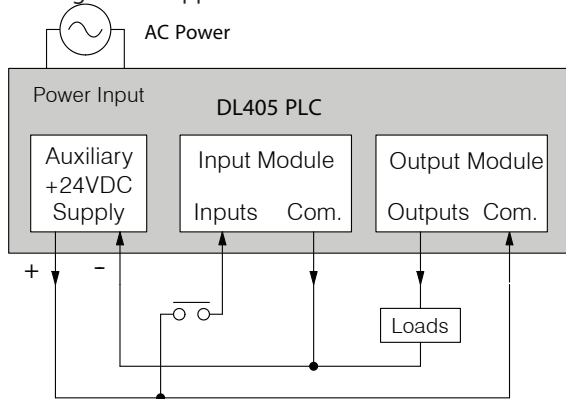 AC Power
Power Input
DL405 PLC
Auxiliary
+24VDC
Supply
Input Module
Inputs Com.
Output Module
Outputs Com.
+ –
Loads